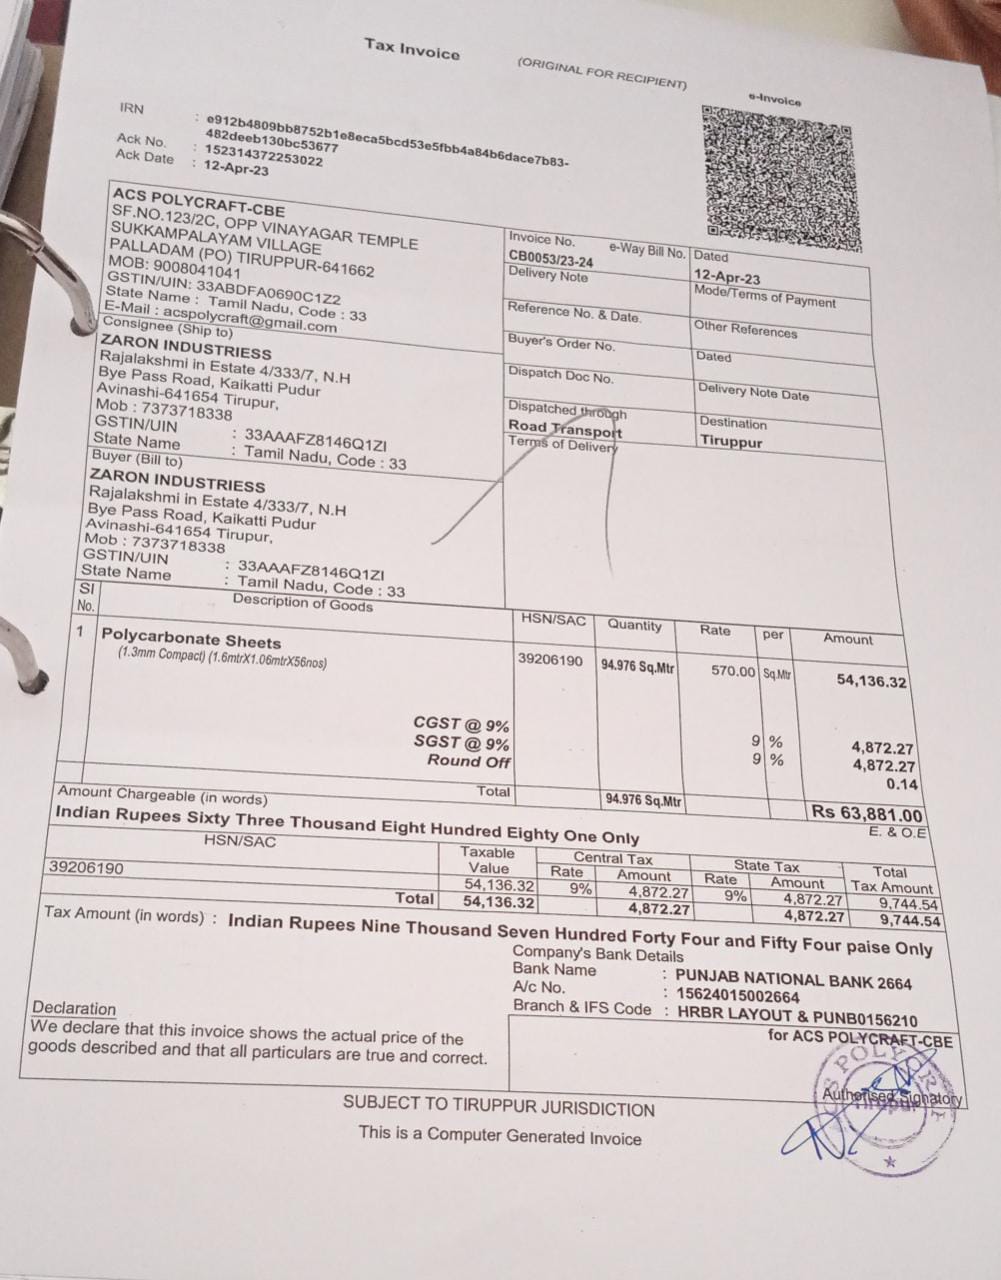 Tax Invoice
(ORIGINAL FOR RECIPIENT)
e-Invoice
IRN : e912b4809bb8752b1e8eca5bcd53e5fbb4a84b6dace7b83-
482deeb130bc53677
Ack No. : 152314372253022
Ack Date : 12-Apr-23
ACS POLYCRAFT-CBE
SF.NO.123/2C, OPP VINAYAGAR TEMPLE
SUKKAMPALAYAM VILLAGE
PALLADAM (PO) TIRUPPUR-641662
MOB: 9008041041
GSTIN/UIN: 33ABDFA0690C1Z2
State Name : Tamil Nadu, Code : 33
E-Mail : acspolycraft@gmail.com
Invoice No. e-Way Bill No. Dated
CB0053/23-24 12-Apr-23
Delivery Note Mode/Terms of Payment
Reference No. & Date. Other References
Buyer's Order No. Dated
Dispatch Doc No. Delivery Note Date
Dispatched through Destination
Road Transport Tiruppur
Terms of Delivery
Consignee (Ship to)
ZARON INDUSTRIESS
Rajalakshmi in Estate 4/333/7, N.H
Bye Pass Road, Kaikatti Pudur
Avinashi-641654 Tirupur,
Mob : 7373718338
GSTIN/UIN : 33AAAFZ8146Q1ZI
State Name : Tamil Nadu, Code : 33
Buyer (Bill to)
ZARON INDUSTRIESS
Rajalakshmi in Estate 4/333/7, N.H
Bye Pass Road, Kaikatti Pudur
Avinashi-641654 Tirupur,
Mob : 7373718338
GSTIN/UIN : 33AAAFZ8146Q1ZI
State Name : Tamil Nadu, Code : 33
SI No. Description of Goods HSN/SAC Quantity Rate per Amount
1 Polycarbonate Sheets 39206190 94.976 Sq.Mtr 570.00 Sq.Mtr 54,136.32
(1.3mm Compact) (1.6mtrX1.06mtrX56nos)
CGST @ 9% 9 % 4,872.27
SGST @ 9% 9 % 4,872.27
Round Off 0.14
Total 94.976 Sq.Mtr Rs 63,881.00
Amount Chargeable (in words) E. & O.E
Indian Rupees Sixty Three Thousand Eight Hundred Eighty One Only
HSN/SAC Taxable Value Central Tax State Tax Total Tax Amount
Rate Amount Rate Amount
39206190 54,136.32 9% 4,872.27 9% 4,872.27 9,744.54
Total 54,136.32 4,872.27 4,872.27 9,744.54
Tax Amount (in words) : Indian Rupees Nine Thousand Seven Hundred Forty Four and Fifty Four paise Only
Company's Bank Details
Bank Name : PUNJAB NATIONAL BANK 2664
A/c No. : 15624015002664
Branch & IFS Code : HRBR LAYOUT & PUNB0156210
Declaration
We declare that this invoice shows the actual price of the
goods described and that all particulars are true and correct.
for ACS POLYCRAFT-CBE
Authorised Signatory
SUBJECT TO TIRUPPUR JURISDICTION
This is a Computer Generated Invoice